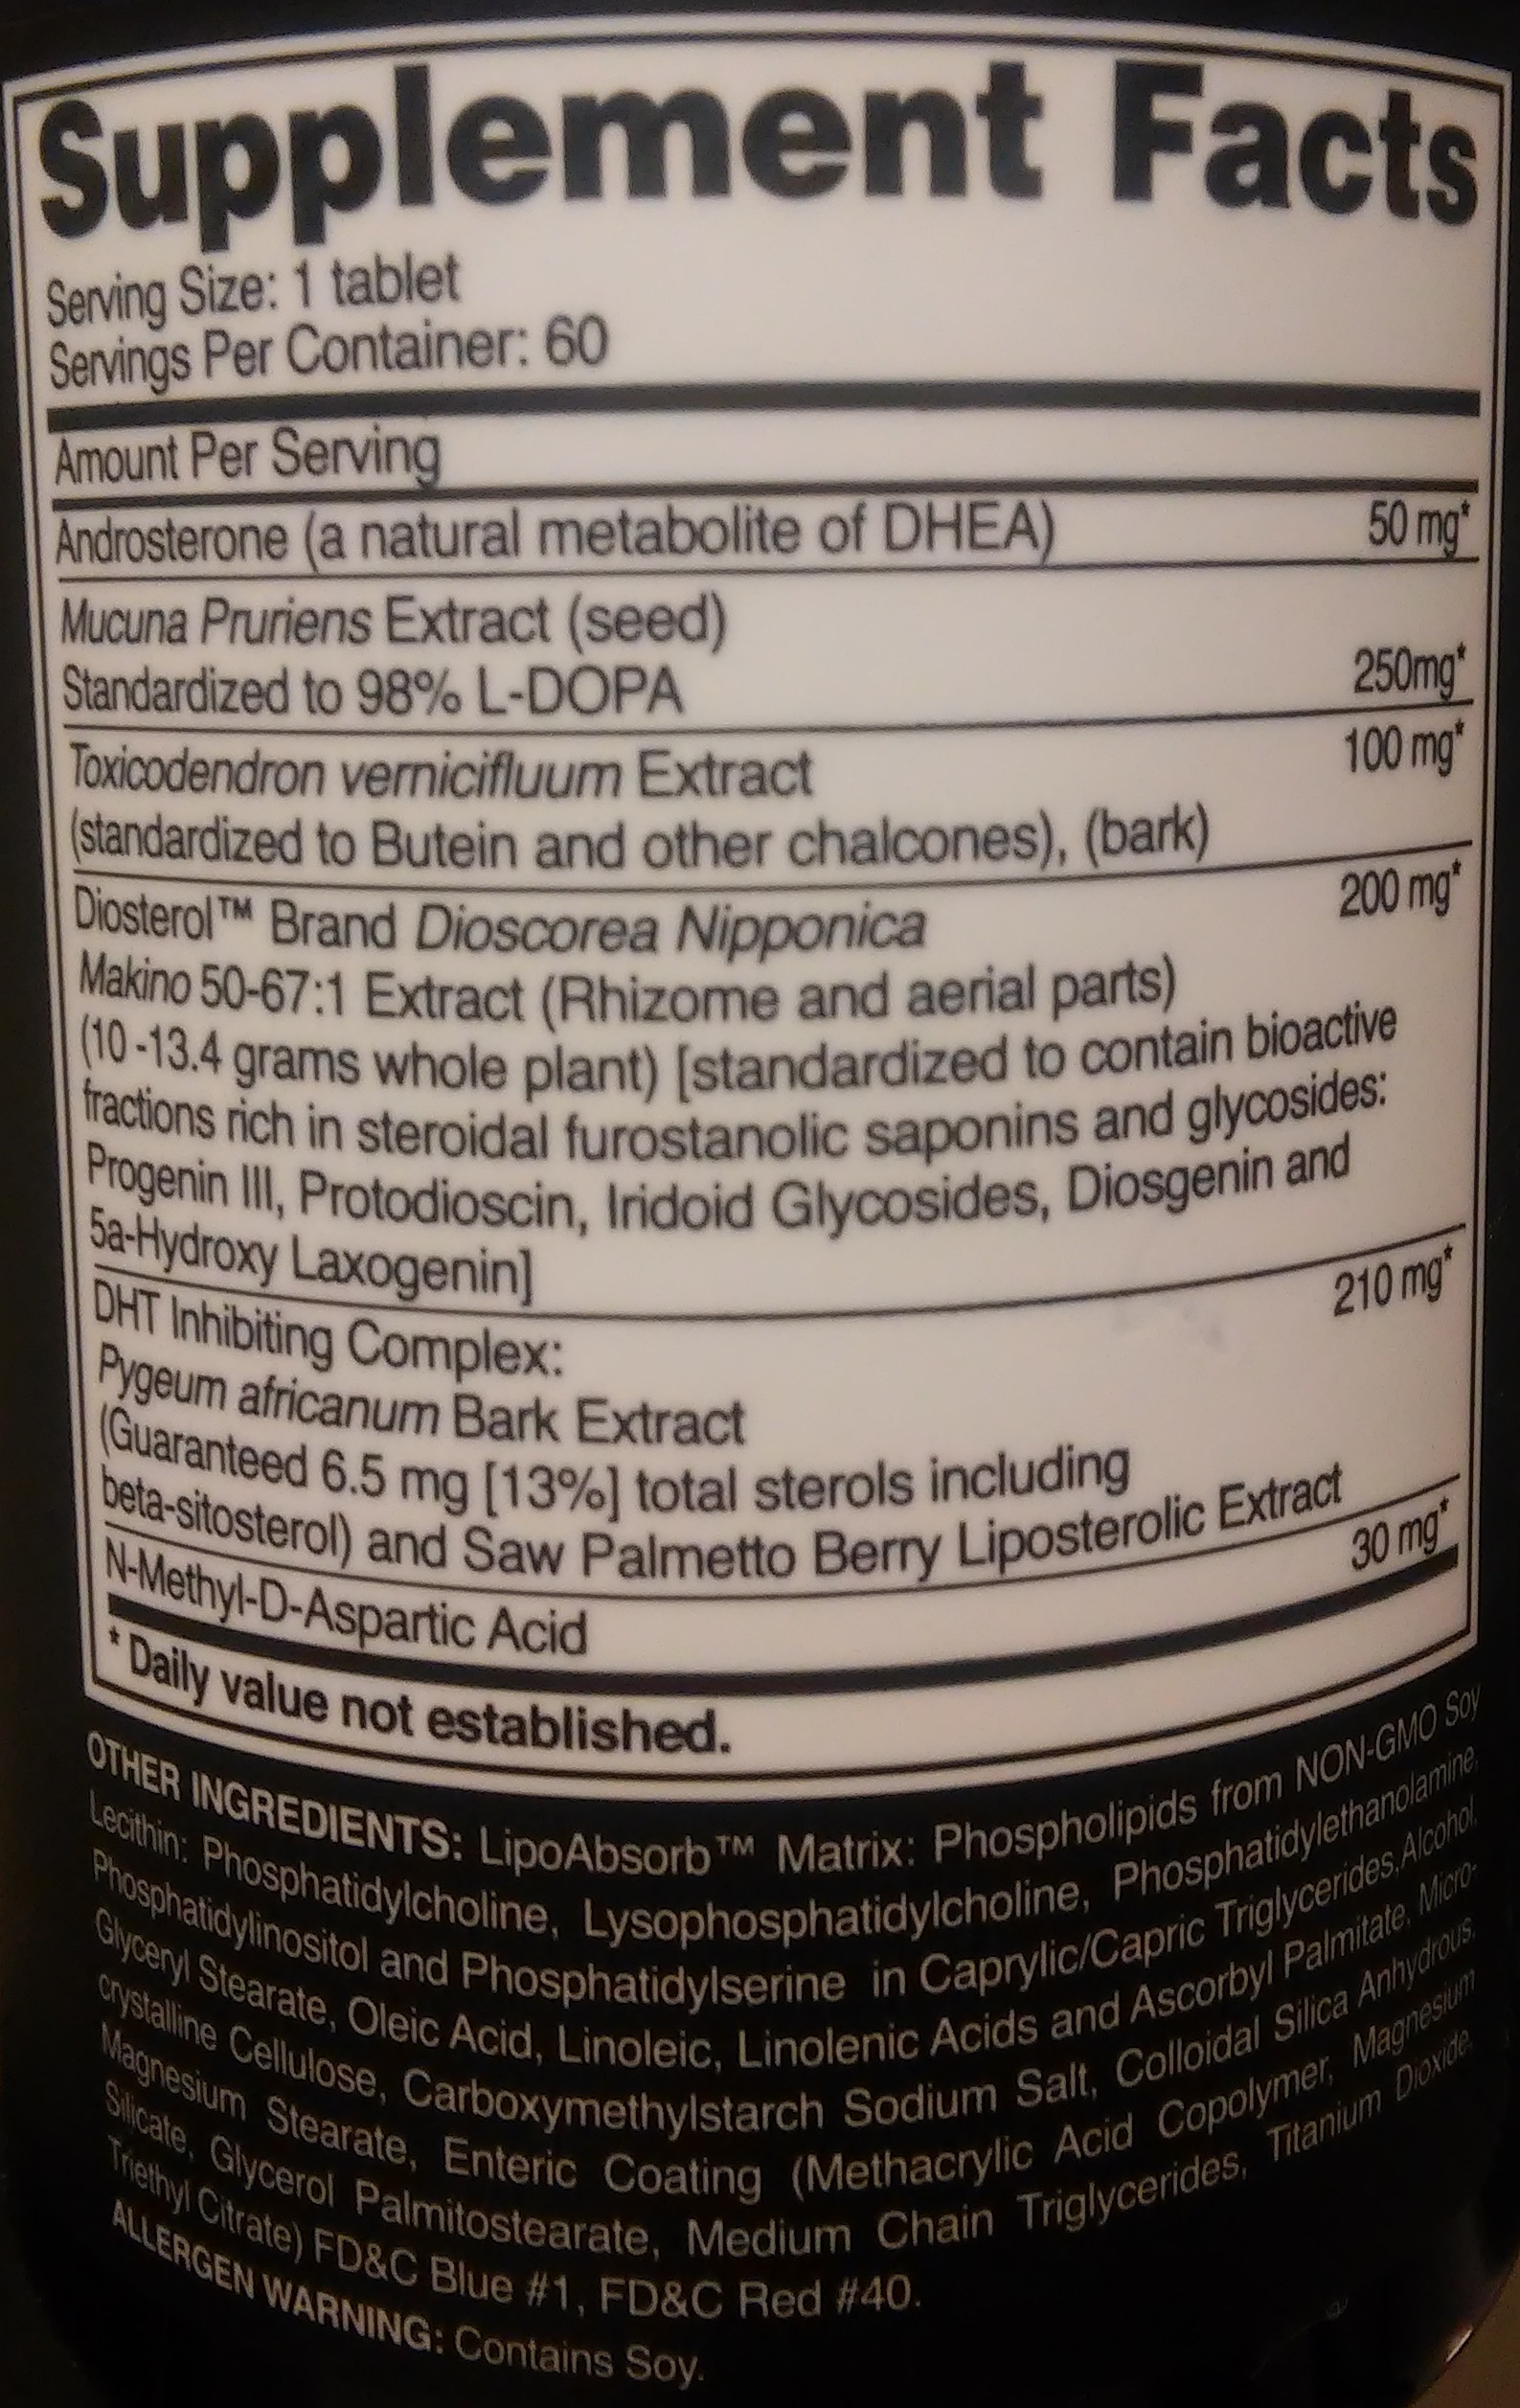 Supplement Facts
Serving Size: 1 tablet
Servings Per Container: 60
Amount Per Serving
Androsterone (a natural metabolite of DHEA) 50 mg*
Mucuna Pruriens Extract (seed)
Standardized to 98% L-DOPA 250mg*
Toxicodendron vernicifluum Extract 100 mg*
(standardized to Butein and other chalcones), (bark)
Diosterol™ Brand Dioscorea Nipponica 200 mg*
Makino 50-67:1 Extract (Rhizome and aerial parts)
(10-13.4 grams whole plant) [standardized to contain bioactive
fractions rich in steroidal furostanolic saponins and glycosides:
Progenin III, Protodioscin, Iridoid Glycosides, Diosgenin and
5a-Hydroxy Laxogenin]
DHT Inhibiting Complex: 210 mg*
Pygeum africanum Bark Extract
(Guaranteed 6.5 mg [13%] total sterols including
beta-sitosterol) and Saw Palmetto Berry Liposterolic Extract
N-Methyl-D-Aspartic Acid 30 mg*
* Daily value not established.
OTHER INGREDIENTS: LipoAbsorb™ Matrix: Phospholipids from NON-GMO Soy
Lecithin: Phosphatidylcholine, Lysophosphatidylcholine, Phosphatidylethanolamine,
Phosphatidylinositol and Phosphatidylserine in Caprylic/Capric Triglycerides, Alcohol,
Glyceryl Stearate, Oleic Acid, Linoleic, Linolenic Acids and Ascorbyl Palmitate, Micro-
crystalline Cellulose, Carboxymethylstarch Sodium Salt, Colloidal Silica Anhydrous,
Magnesium Stearate, Enteric Coating (Methacrylic Acid Copolymer, Magnesium
Silicate, Glycerol Palmitostearate, Medium Chain Triglycerides, Titanium Dioxide,
Triethyl Citrate) FD&C Blue #1, FD&C Red #40.
ALLERGEN WARNING: Contains Soy.